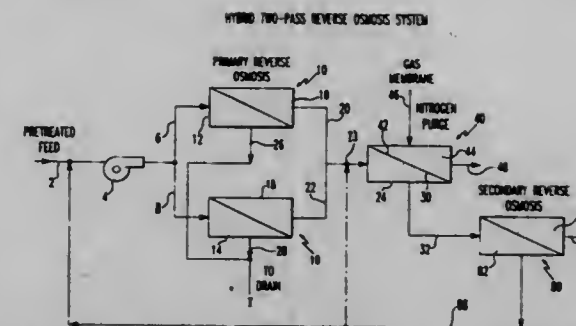 HYBRID TWO-PASS REVERSE OSMOSIS SYSTEM
PRIMARY REVERSE
OSMOSIS
10
GAS
MEMBRANE
46
NITROGEN
PURGE
40
PRETREATED
FEED
2
4
6
8
12
18
20
26
22
23
42
44
48
24
30
SECONDARY REVERSE
OSMOSIS
16
14
28
10
TO
DRAIN
32
82
80